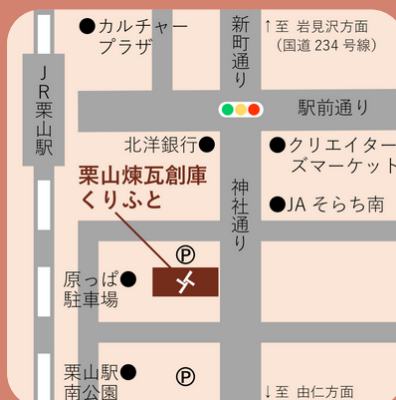 カルチャー
プラザ
新町通り
↑至 岩見沢方面
（国道 234 号線）
JR栗山駅
駅前通り
北洋銀行
クリエイター
ズマーケット
栗山煉瓦創庫
くりふと
神社通り
JA そらち南
P
原っぱ
駐車場
栗山駅
南公園
P
↓至 由仁方面